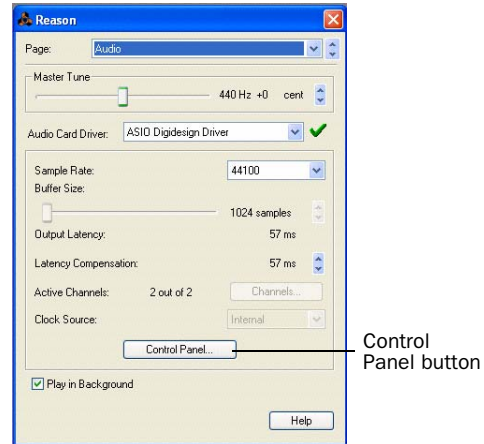 Reason
Page: Audio
Master Tune
440 Hz +0 cent
Audio Card Driver: ASIO Digidesign Driver
Sample Rate: 44100
Buffer Size:
1024 samples
Output Latency: 57 ms
Latency Compensation: 57 ms
Active Channels: 2 out of 2 Channels...
Clock Source: Internal
Control Panel...
Control
Panel button
Play in Background
Help